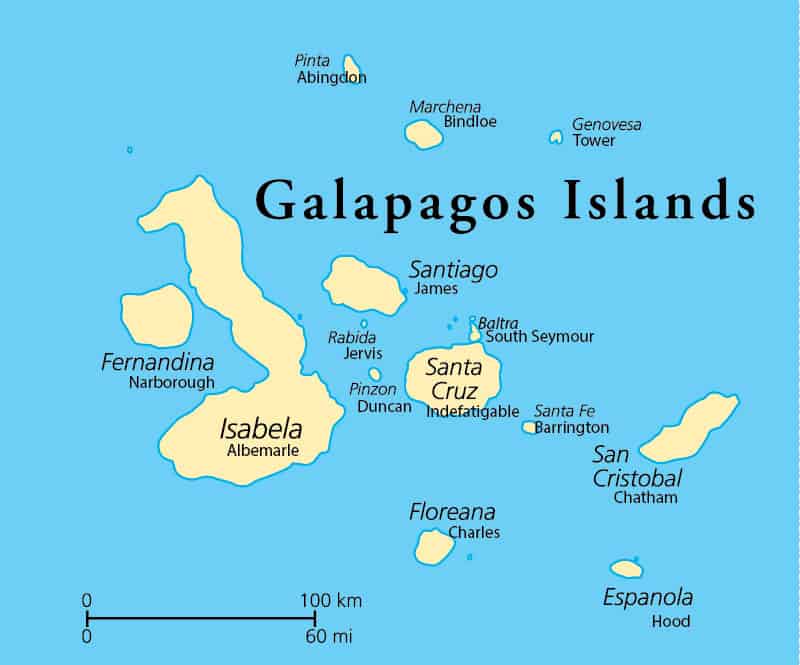 Pinta
Abingdon
Marchena
Bindloe
Genovesa
Tower
Galapagos Islands
Santiago
James
Baltra
South Seymour
Rabida
Jervis
Fernandina
Narborough
Santa
Cruz
Indefatigable
Pinzon
Duncan
Santa Fe
Barrington
Isabela
Albemarle
San
Cristobal
Chatham
Floreana
Charles
Espanola
Hood
0 100 km
0 60 mi